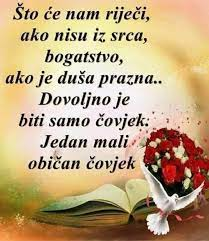 Što će nam riječi,
ako nisu iz srca,
bogatstvo,
ako je duša prazna..
Dovoljno je
biti samo čovjek.
Jedan mali
običan čovjek